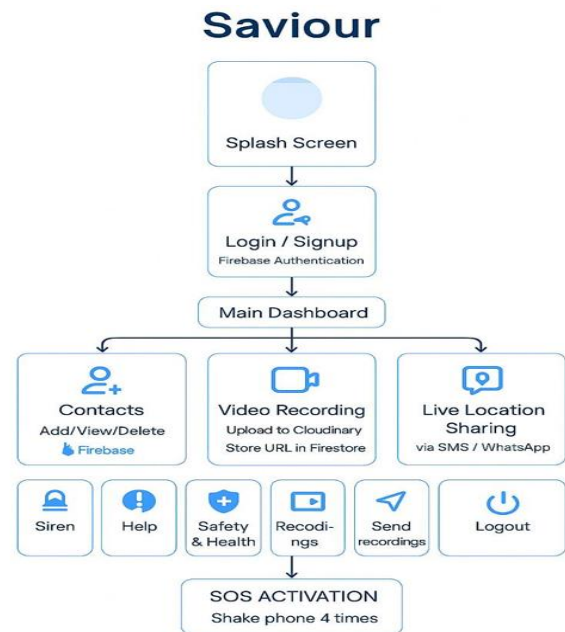 Saviour
Splash Screen
Login / Signup
Firebase Authentication
Main Dashboard
Contacts
Add/View/Delete
Firebase
Video Recording
Upload to Cloudinary
Store URL in Firestore
Live Location
Sharing
via SMS / WhatsApp
Siren
Help
Safety
& Health
Recodi-
ngs
Send
recordings
Logout
SOS ACTIVATION
Shake phone 4 times